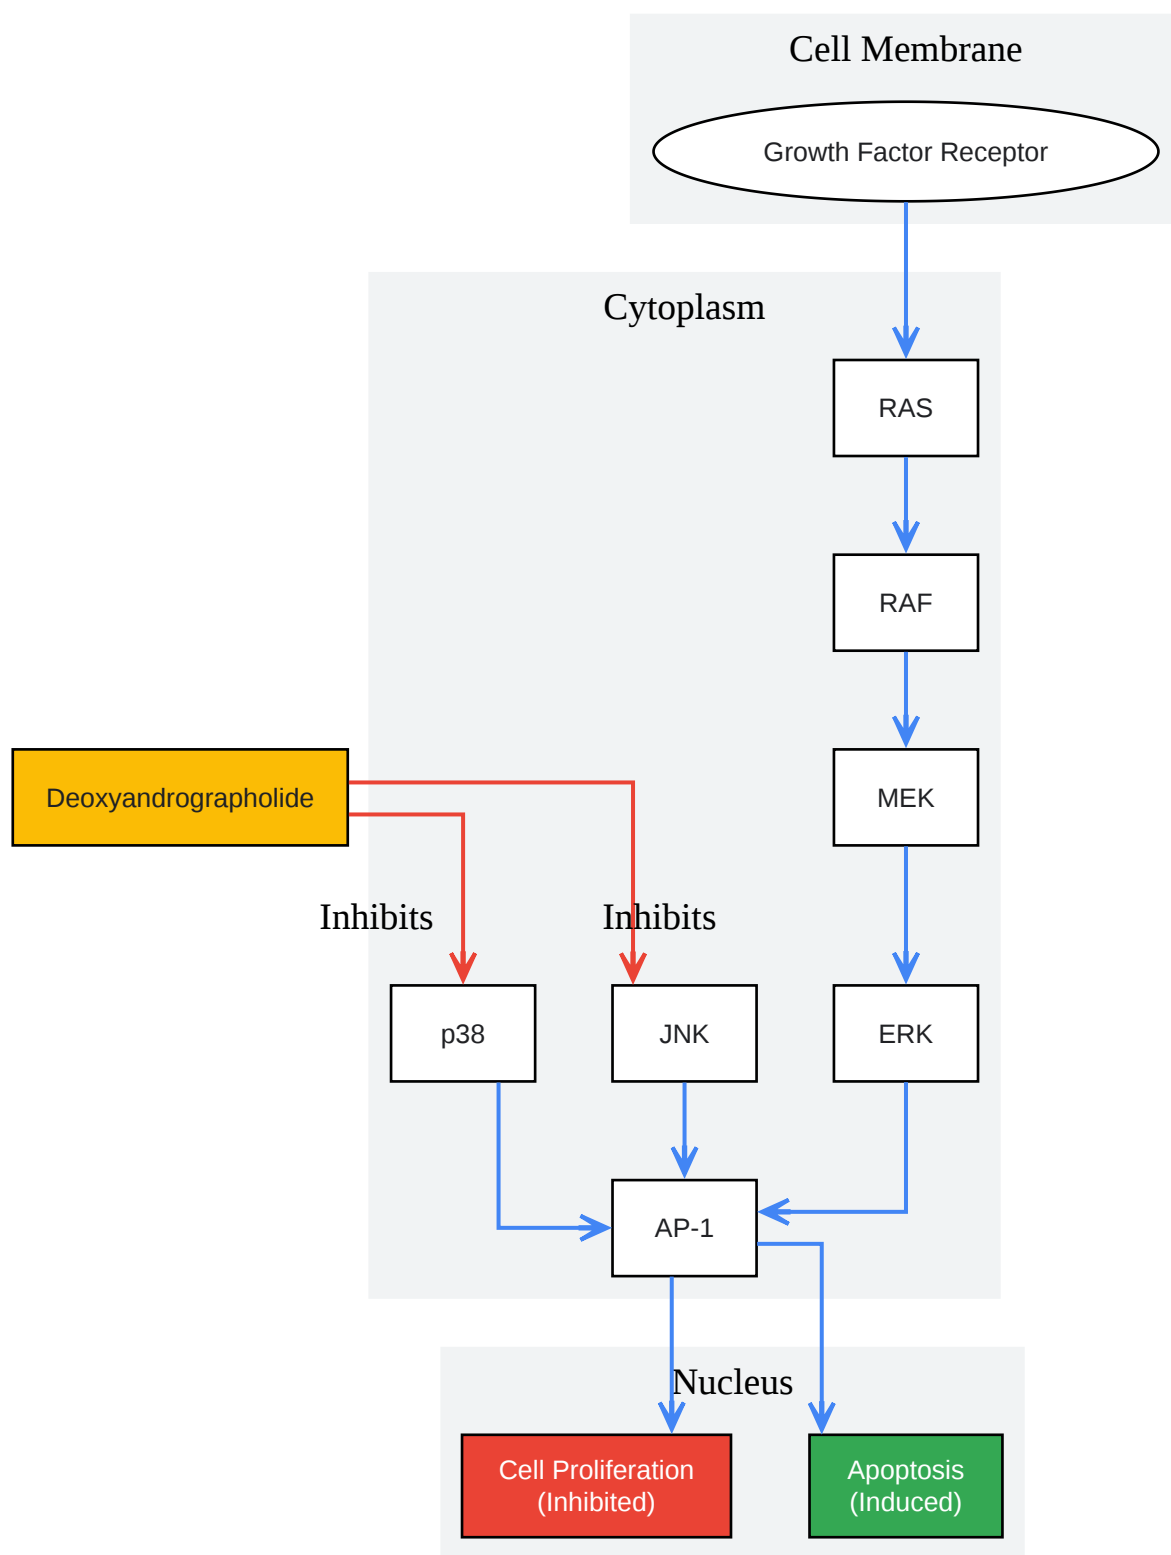 Cell Membrane
Growth Factor Receptor
Cytoplasm
RAS
RAF
Deoxyandrographolide
MEK
Inhibits
Inhibits
p38
JNK
ERK
AP-1
Nucleus
Cell Proliferation
(Inhibited)
Apoptosis
(Induced)